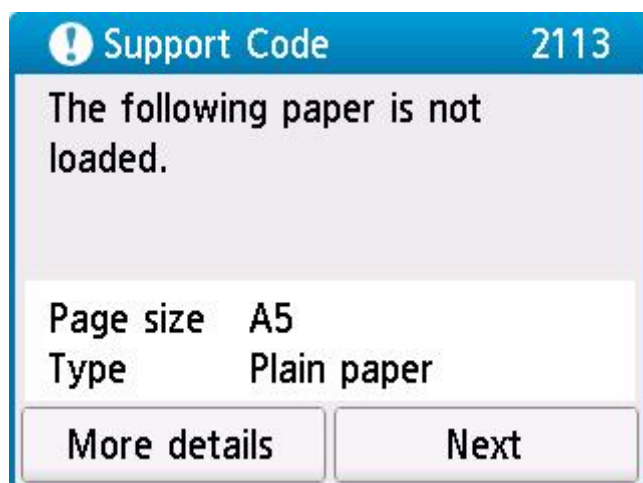 Support Code 2113
The following paper is not
loaded.
Page size A5
Type Plain paper
More details Next